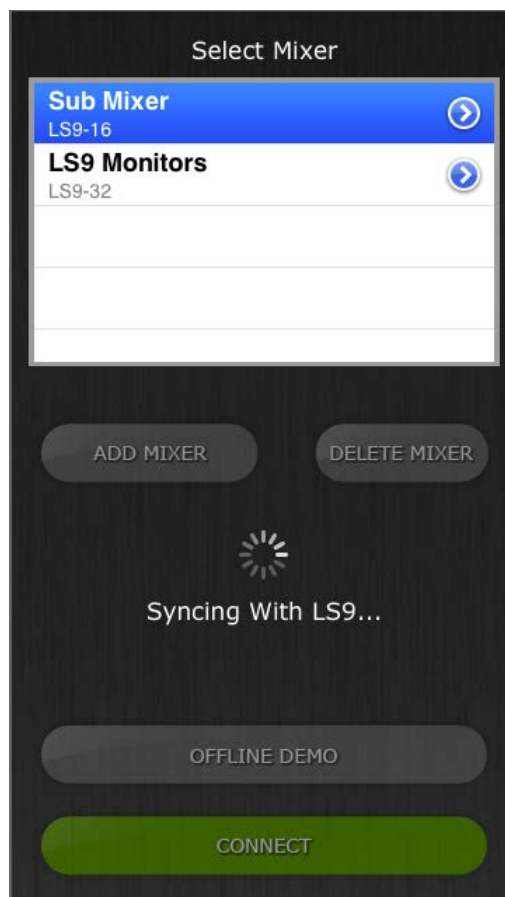 Select Mixer
Sub Mixer
LS9-16
LS9 Monitors
LS9-32
ADD MIXER
DELETE MIXER
Syncing With LS9...
OFFLINE DEMO
CONNECT